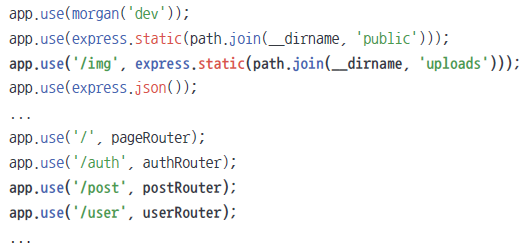 app.use(morgan('dev'));
app.use(express.static(path.join(__dirname, 'public')));
app.use('/img', express.static(path.join(__dirname, 'uploads')));
app.use(express.json());
...
app.use('/', pageRouter);
app.use('/auth', authRouter);
app.use('/post', postRouter);
app.use('/user', userRouter);
...